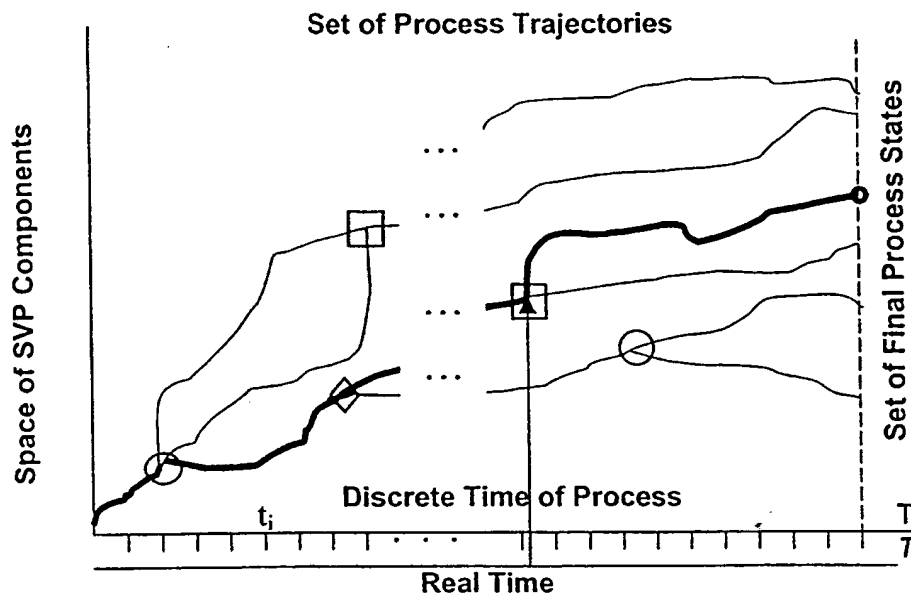 Set of Process Trajectories
Space of SVP Components
. . .
. . .
. . .
. . .
Set of Final Process States
Discrete Time of Process
t_i
T
. . . .
T
Real Time